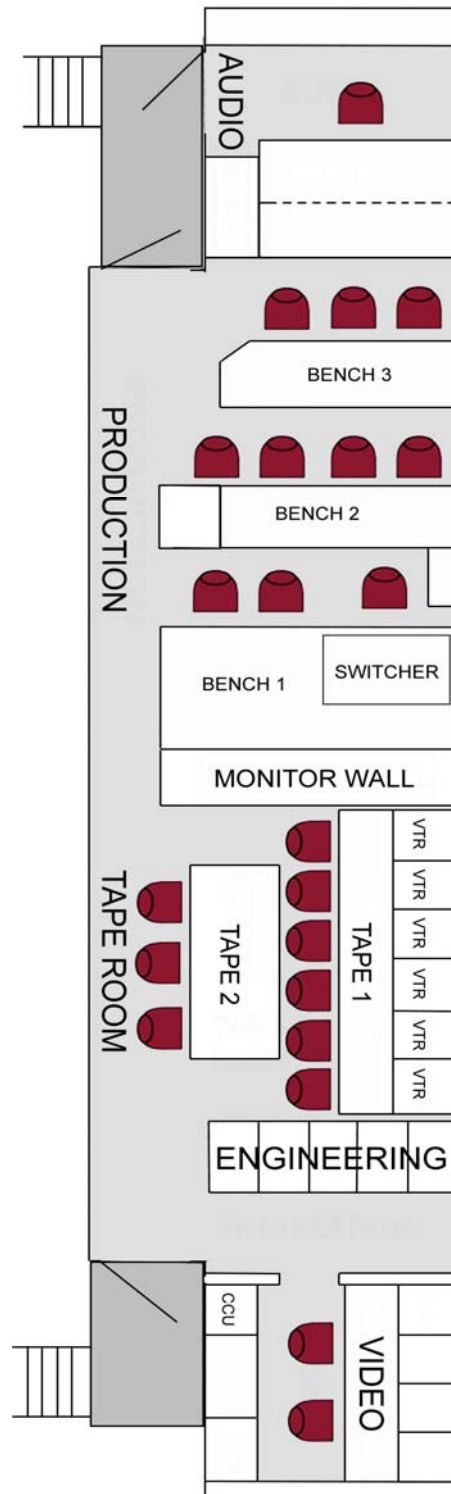 AUDIO
BENCH 3
PRODUCTION
BENCH 2
BENCH 1
SWITCHER
MONITOR WALL
VTR
VTR
VTR
VTR
VTR
VTR
TAPE 1
TAPE 2
TAPE ROOM
ENGINEERING
CCU
VIDEO